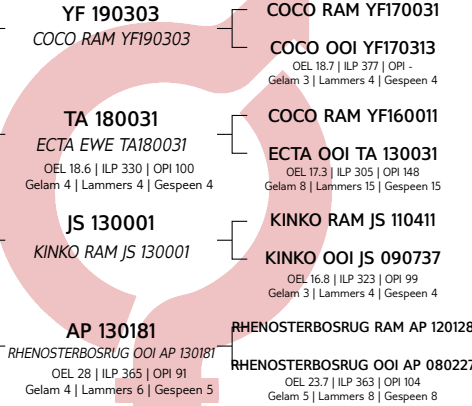 YF 190303
COCO RAM YF190303
COCO RAM YF170031
COCO OOI YF170313
OEL 18.7 | ILP 377 | OPI -
Gelam 3 | Lammers 4 | Gespeen 4
TA 180031
ECTA EWE TA180031
OEL 18.6 | ILP 330 | OPI 100
Gelam 4 | Lammers 4 | Gespeen 4
COCO RAM YF160011
ECTA OOI TA 130031
OEL 17.3 | ILP 305 | OPI 148
Gelam 8 | Lammers 15 | Gespeen 15
JS 130001
KINKO RAM JS 130001
KINKO RAM JS 110411
KINKO OOI JS 090737
OEL 16.8 | ILP 323 | OPI 99
Gelam 3 | Lammers 4 | Gespeen 4
AP 130181
RHENOSTERBOSRUG OOI AP 130181
OEL 28 | ILP 365 | OPI 91
Gelam 4 | Lammers 6 | Gespeen 5
RHENOSTERBOSRUG RAM AP 120128
RHENOSTERBOSRUG OOI AP 080227
OEL 23.7 | ILP 363 | OPI 104
Gelam 5 | Lammers 8 | Gespeen 8